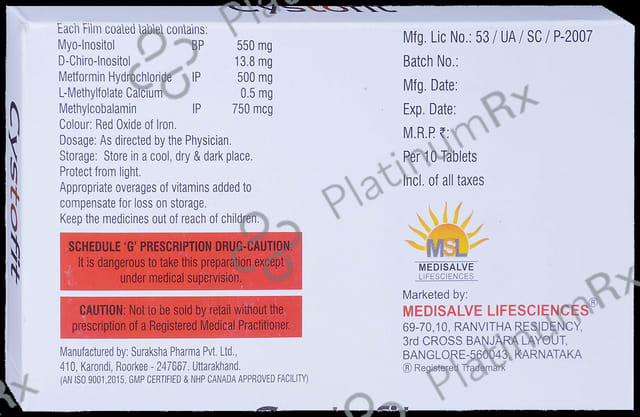 Cystofit
Each Film coated tablet contains:
Myo-Inositol BP 550 mg
D-Chiro-Inositol 13.8 mg
Metformin Hydrochloride IP 500 mg
L-Methylfolate Calcium 0.5 mg
Methylcobalamin IP 750 mcg
Colour: Red Oxide of Iron.
Dosage: As directed by the Physician.
Storage: Store in a cool, dry & dark place.
Protect from light.
Appropriate overages of vitamins added to
compensate for loss on storage.
Keep the medicines out of reach of children.
SCHEDULE 'G' PRESCRIPTION DRUG-CAUTION:
It is dangerous to take this preparation except
under medical supervision.
CAUTION: Not to be sold by retail without the
prescription of a Registered Medical Practitioner.
Manufactured by: Suraksha Pharma Pvt. Ltd.,
410, Karondi, Roorkee - 247667. Uttarakhand.
(AN ISO 9001,2015, GMP CERTIFIED & NHP CANADA APPROVED FACILITY)
Mfg. Lic No.: 53 / UA / SC / P-2007
Batch No.:
Mfg. Date:
Exp. Date:
M.R.P. ₹:
Per 10 Tablets
Incl. of all taxes
MSL
MEDISALVE
LIFESCIENCES
Marketed by:
MEDISALVE LIFESCIENCES®
69-70,10, RANVITHA RESIDENCY,
3rd CROSS BANJARA LAYOUT,
BANGLORE-560043, KARNATAKA
® Registered Trademark
Cystofit
PlatinumRx
PlatinumRx
PlatinumRx
Rx